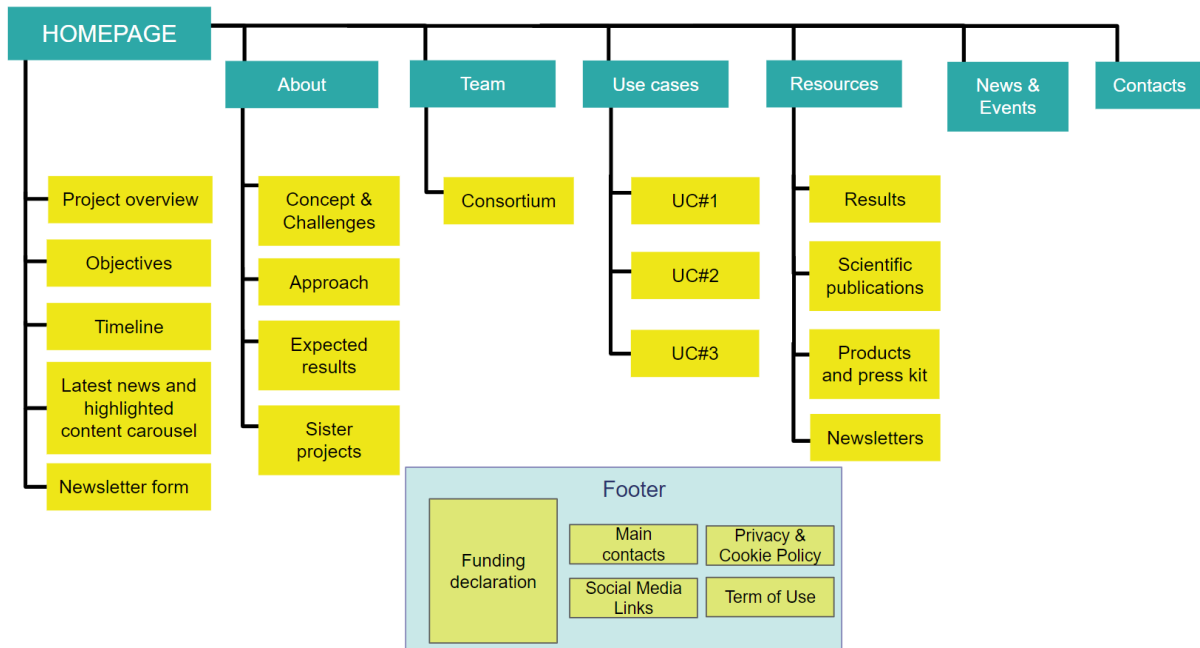 HOMEPAGE
About
Team
Use cases
Resources
News &
Events
Contacts
Project overview
Objectives
Timeline
Latest news and
highlighted
content carousel
Newsletter form
Concept &
Challenges
Approach
Expected
results
Sister
projects
Consortium
UC#1
UC#2
UC#3
Results
Scientific
publications
Products
and press kit
Newsletters
Footer
Funding
declaration
Main
contacts
Privacy &
Cookie Policy
Social Media
Links
Term of Use